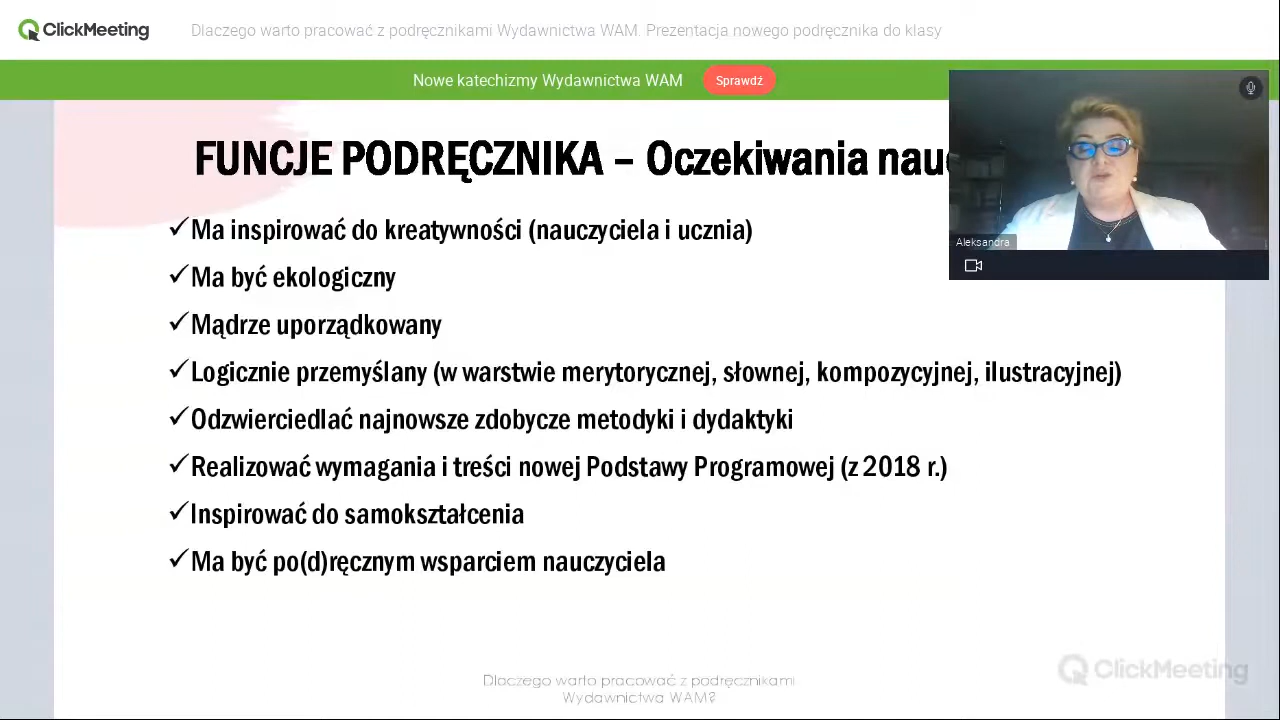 ClickMeeting
Dlaczego warto pracować z podręcznikami Wydawnictwa WAM. Prezentacja nowego podręcznika do klasy
Nowe katechizmy Wydawnictwa WAM
Sprawdź
FUNCJE PODRĘCZNIKA – Oczekiwania
✓Ma inspirować do kreatywności (nauczyciela i ucznia)
Aleksandra
✓Ma być ekologiczny
✓Mądrze uporządkowany
✓Logicznie przemyślany (w warstwie merytorycznej, słownej, kompozycyjnej, ilustracyjnej)
✓Odzwierciedlać najnowsze zdobycze metodyki i dydaktyki
✓Realizować wymagania i treści nowej Podstawy Programowej (z 2018 r.)
✓Inspirować do samokształcenia
✓Ma być po(d)ręcznym wsparciem nauczyciela
ClickMeeting
Dlaczego warto pracować z podręcznikami
Wydawnictwa WAM?